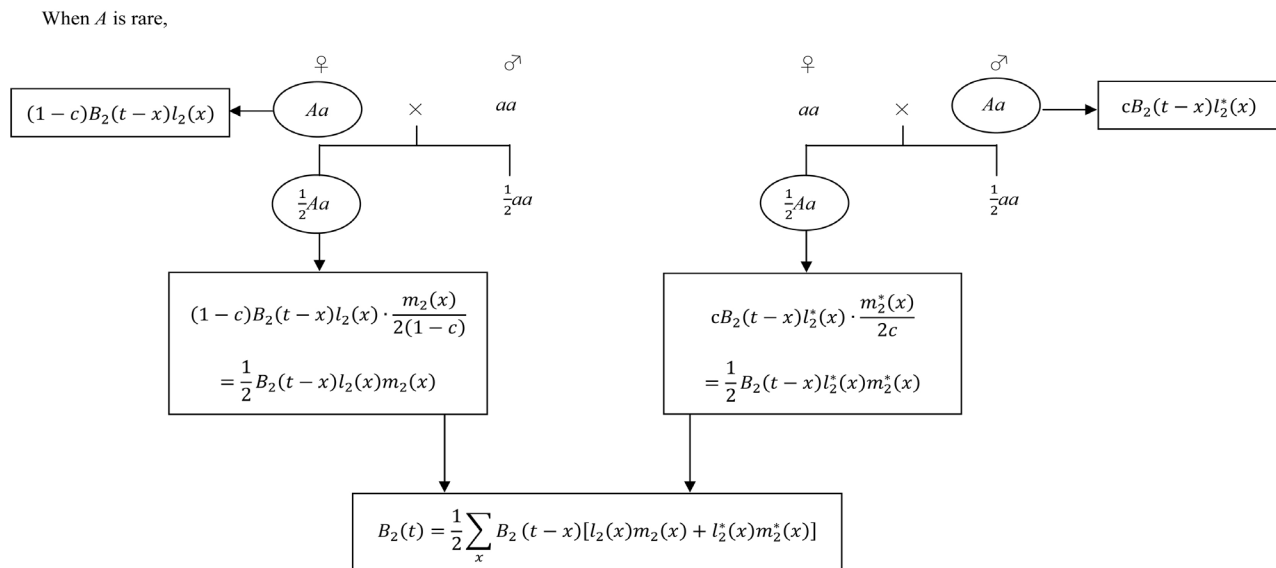 When A is rare,
♀ ♂ ♀ ♂
(1 − c)B₂(t − x)l₂(x) Aa × aa aa × Aa cB₂(t − x)l₂*(x)
½Aa ½aa ½Aa ½aa
(1 − c)B₂(t − x)l₂(x) · m₂(x)/2(1 − c)
= ½B₂(t − x)l₂(x)m₂(x)
cB₂(t − x)l₂*(x) · m₂*(x)/2c
= ½B₂(t − x)l₂*(x)m₂*(x)
B₂(t) = ½ ∑ₓ B₂ (t − x)[l₂(x)m₂(x) + l₂*(x)m₂*(x)]